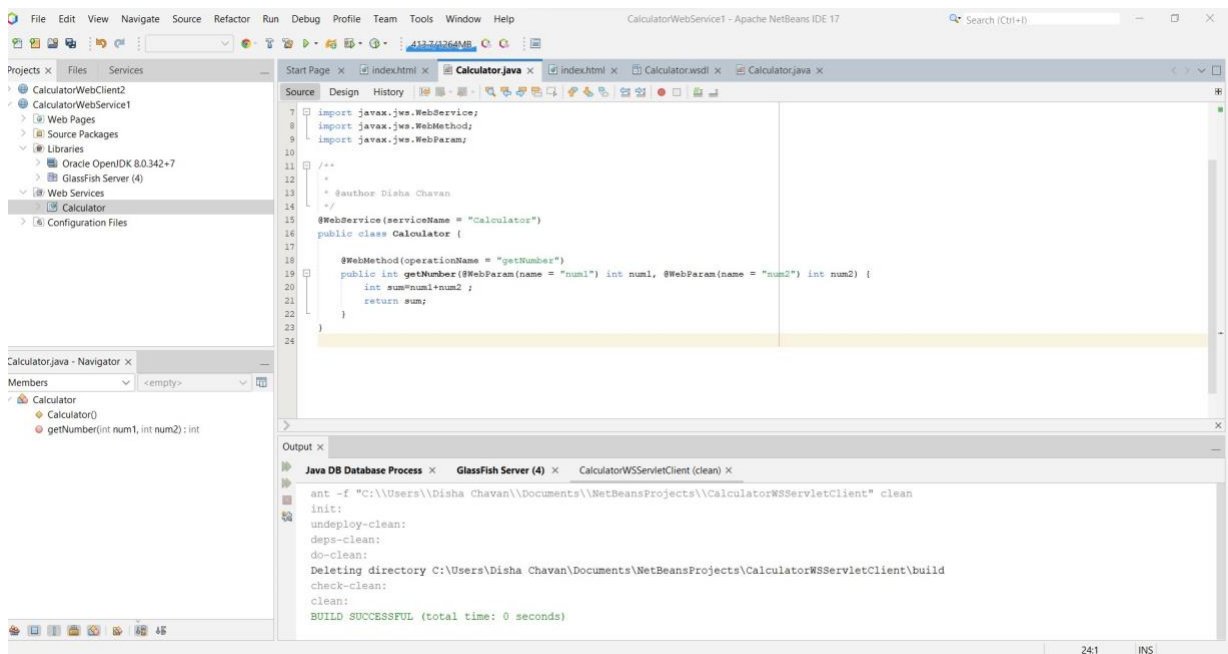 File Edit View Navigate Source Refactor Run Debug Profile Team Tools Window Help CalculatorWebService1 - Apache NetBeans IDE 17 Search (Ctrl+I)
413.7/1264MB
Projects Files Services
CalculatorWebClient2
CalculatorWebService1
Web Pages
Source Packages
Libraries
Oracle OpenJDK 8.0.342+7
GlassFish Server (4)
Web Services
Calculator
Configuration Files
Start Page index.html Calculator.java index.html Calculator.wsdl Calculator.java
Source Design History
7 import javax.jws.WebService;
8 import javax.jws.WebMethod;
9 import javax.jws.WebParam;
10
11 /**
12 *
13 * @author Disha Chavan
14 */
15 @WebService(serviceName = "Calculator")
16 public class Calculator {
17
18 @WebMethod(operationName = "getNumber")
19 public int getNumber(@WebParam(name = "num1") int num1, @WebParam(name = "num2") int num2) {
20 int sum=num1+num2 ;
21 return sum;
22 }
23 }
24
Calculator.java - Navigator
Members <empty>
Calculator
Calculator()
getNumber(int num1, int num2) : int
Output
Java DB Database Process GlassFish Server (4) CalculatorWSServletClient (clean)
ant -f "C:\\Users\\Disha Chavan\\Documents\\NetBeansProjects\\CalculatorWSServletClient" clean
init:
undeploy-clean:
deps-clean:
do-clean:
Deleting directory C:\Users\Disha Chavan\Documents\NetBeansProjects\CalculatorWSServletClient\build
check-clean:
clean:
BUILD SUCCESSFUL (total time: 0 seconds)
24:1 INS